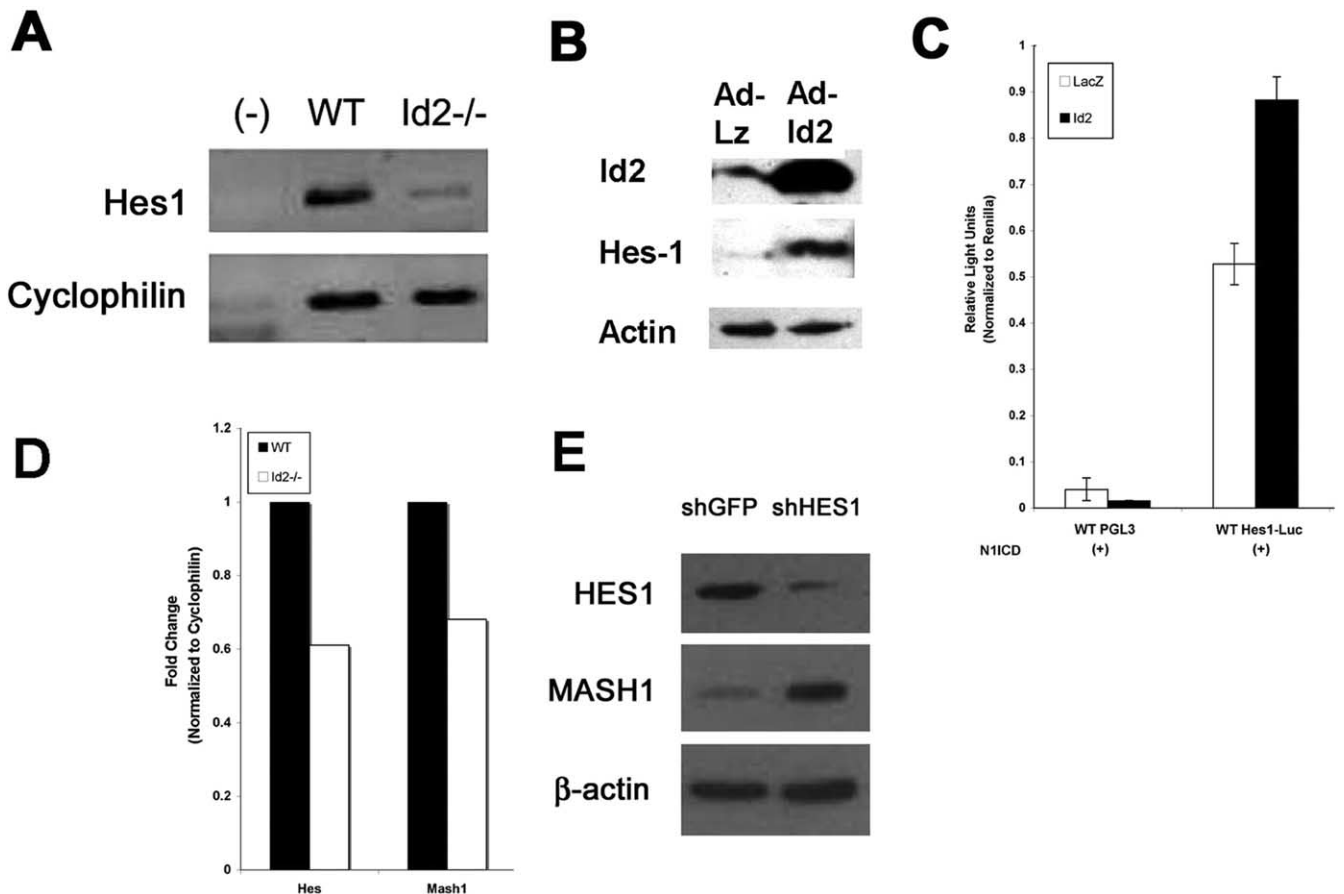 A
(-) WT Id2-/-
Hes1
Cyclophilin
B
Ad-Lz Ad-Id2
Id2
Hes-1
Actin
C
LacZ
Id2
Relative Light Units
(Normalized to Renilla)
1
0.9
0.8
0.7
0.6
0.5
0.4
0.3
0.2
0.1
0
WT PGL3 WT Hes1-Luc
N1ICD (+) (+)
D
WT
Id2-/-
Fold Change
(Normalized to Cyclophilin)
1.2
1
0.8
0.6
0.4
0.2
0
Hes Mash1
E
shGFP shHES1
HES1
MASH1
β-actin